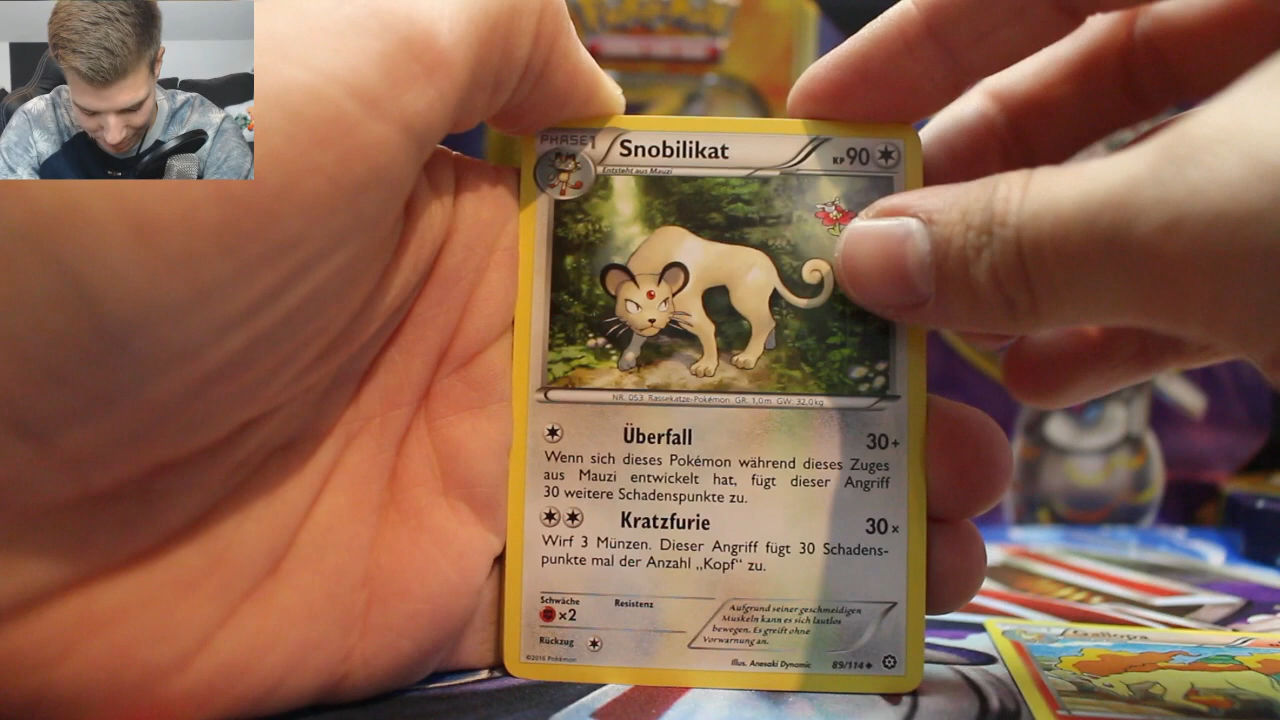 PHASE 1
Snobilikat
KP 90
Entsteht aus Mauzi
NR. 053 Rassekatze-Pokémon GR. 1,0m GW. 32,0kg
Überfall 30+
Wenn sich dieses Pokémon während dieses Zuges
aus Mauzi entwickelt hat, fügt dieser Angriff
30 weitere Schadenspunkte zu.
Kratzfurie 30×
Wirf 3 Münzen. Dieser Angriff fügt 30 Schadens-
punkte mal der Anzahl „Kopf“ zu.
Schwäche
×2
Resistenz
Rückzug
Aufgrund seiner geschmeidigen
Muskeln kann es sich lautlos
bewegen. Es greift ohne
Vorwarnung an.
Illus. Anesaki Dynamic
89/114
©2016 Pokémon
Gallopa